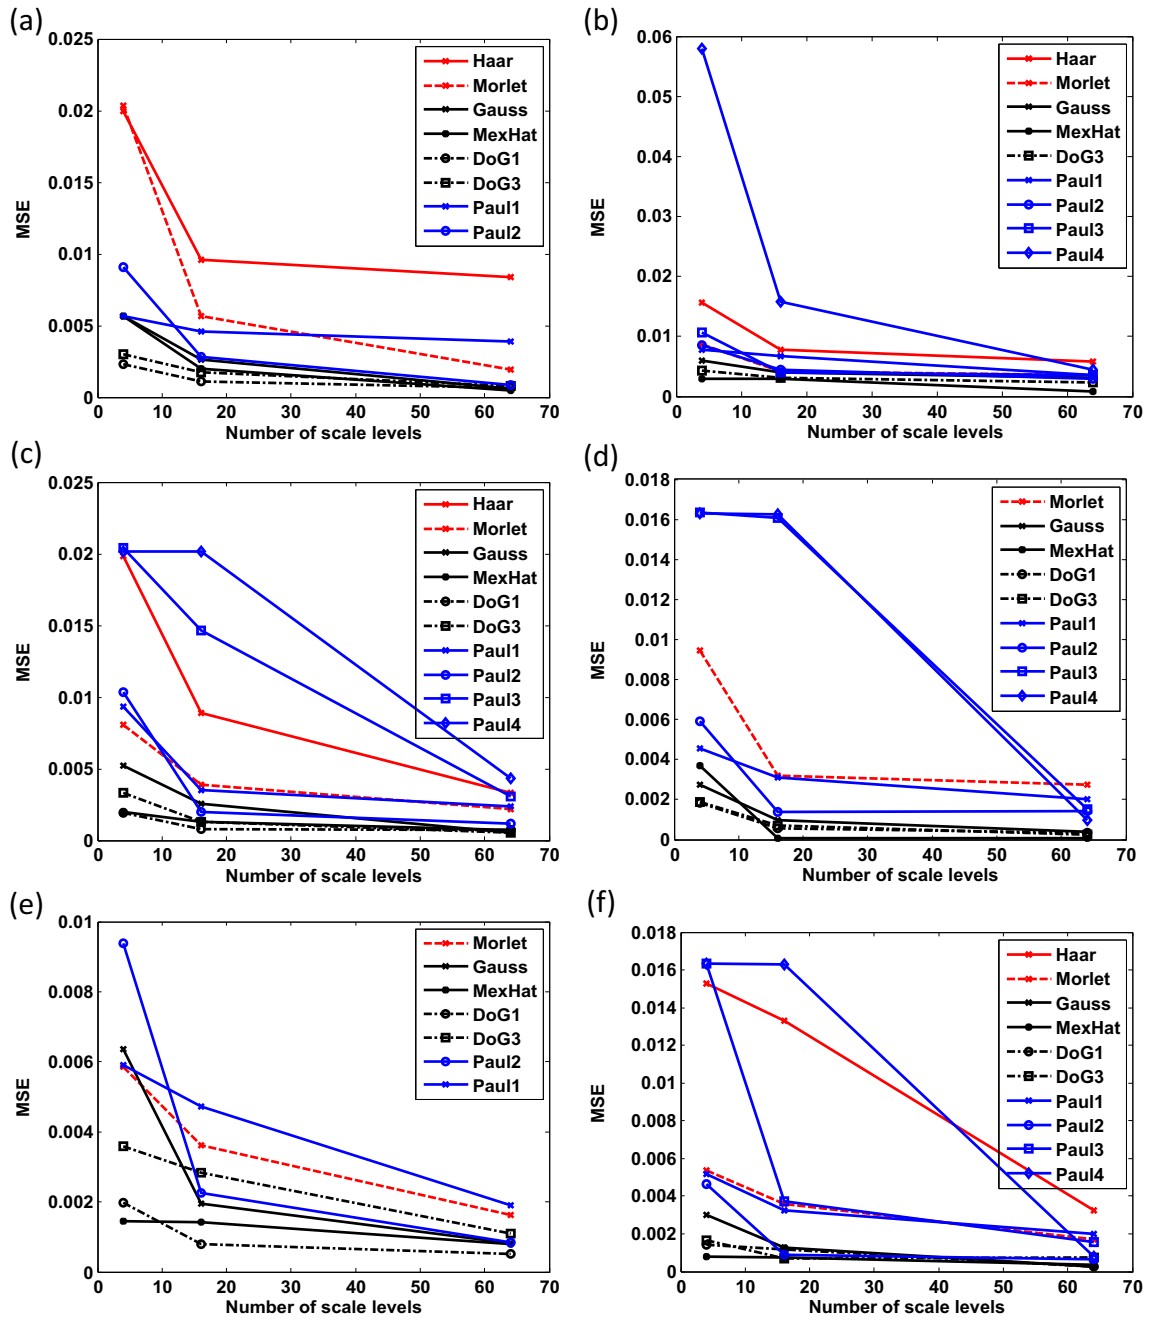 (a)
0.025
0.02
0.015
0.01
0.005
0
MSE
0 10 20 30 40 50 60 70
Number of scale levels
Haar
Morlet
Gauss
MexHat
DoG1
DoG3
Paul1
Paul2
(b)
0.06
0.05
0.04
0.03
0.02
0.01
0
MSE
0 10 20 30 40 50 60 70
Number of scale levels
Haar
Morlet
Gauss
MexHat
DoG3
Paul1
Paul2
Paul3
Paul4
(c)
0.025
0.02
0.015
0.01
0.005
0
MSE
0 10 20 30 40 50 60 70
Number of scale levels
Haar
Morlet
Gauss
MexHat
DoG1
DoG3
Paul1
Paul2
Paul3
Paul4
(d)
0.018
0.016
0.014
0.012
0.01
0.008
0.006
0.004
0.002
0
MSE
0 10 20 30 40 50 60 70
Number of scale levels
Morlet
Gauss
MexHat
DoG1
DoG3
Paul1
Paul2
Paul3
Paul4
(e)
0.01
0.008
0.006
0.004
0.002
0
MSE
0 10 20 30 40 50 60 70
Number of scale levels
Morlet
Gauss
MexHat
DoG1
DoG3
Paul2
Paul1
(f)
0.018
0.016
0.014
0.012
0.01
0.008
0.006
0.004
0.002
0
MSE
0 10 20 30 40 50 60 70
Number of scale levels
Haar
Morlet
Gauss
MexHat
DoG1
DoG3
Paul1
Paul2
Paul3
Paul4